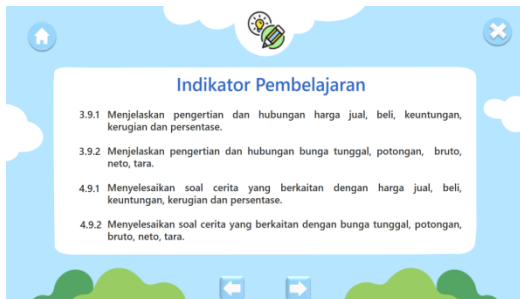 Indikator Pembelajaran
3.9.1 Menjelaskan pengertian dan hubungan harga jual, beli, keuntungan,
kerugian dan persentase.
3.9.2 Menjelaskan pengertian dan hubungan bunga tunggal, potongan, bruto,
neto, tara.
4.9.1 Menyelesaikan soal cerita yang berkaitan dengan harga jual, beli,
keuntungan, kerugian dan persentase.
4.9.2 Menyelesaikan soal cerita yang berkaitan dengan bunga tunggal, potongan,
bruto, neto, tara.